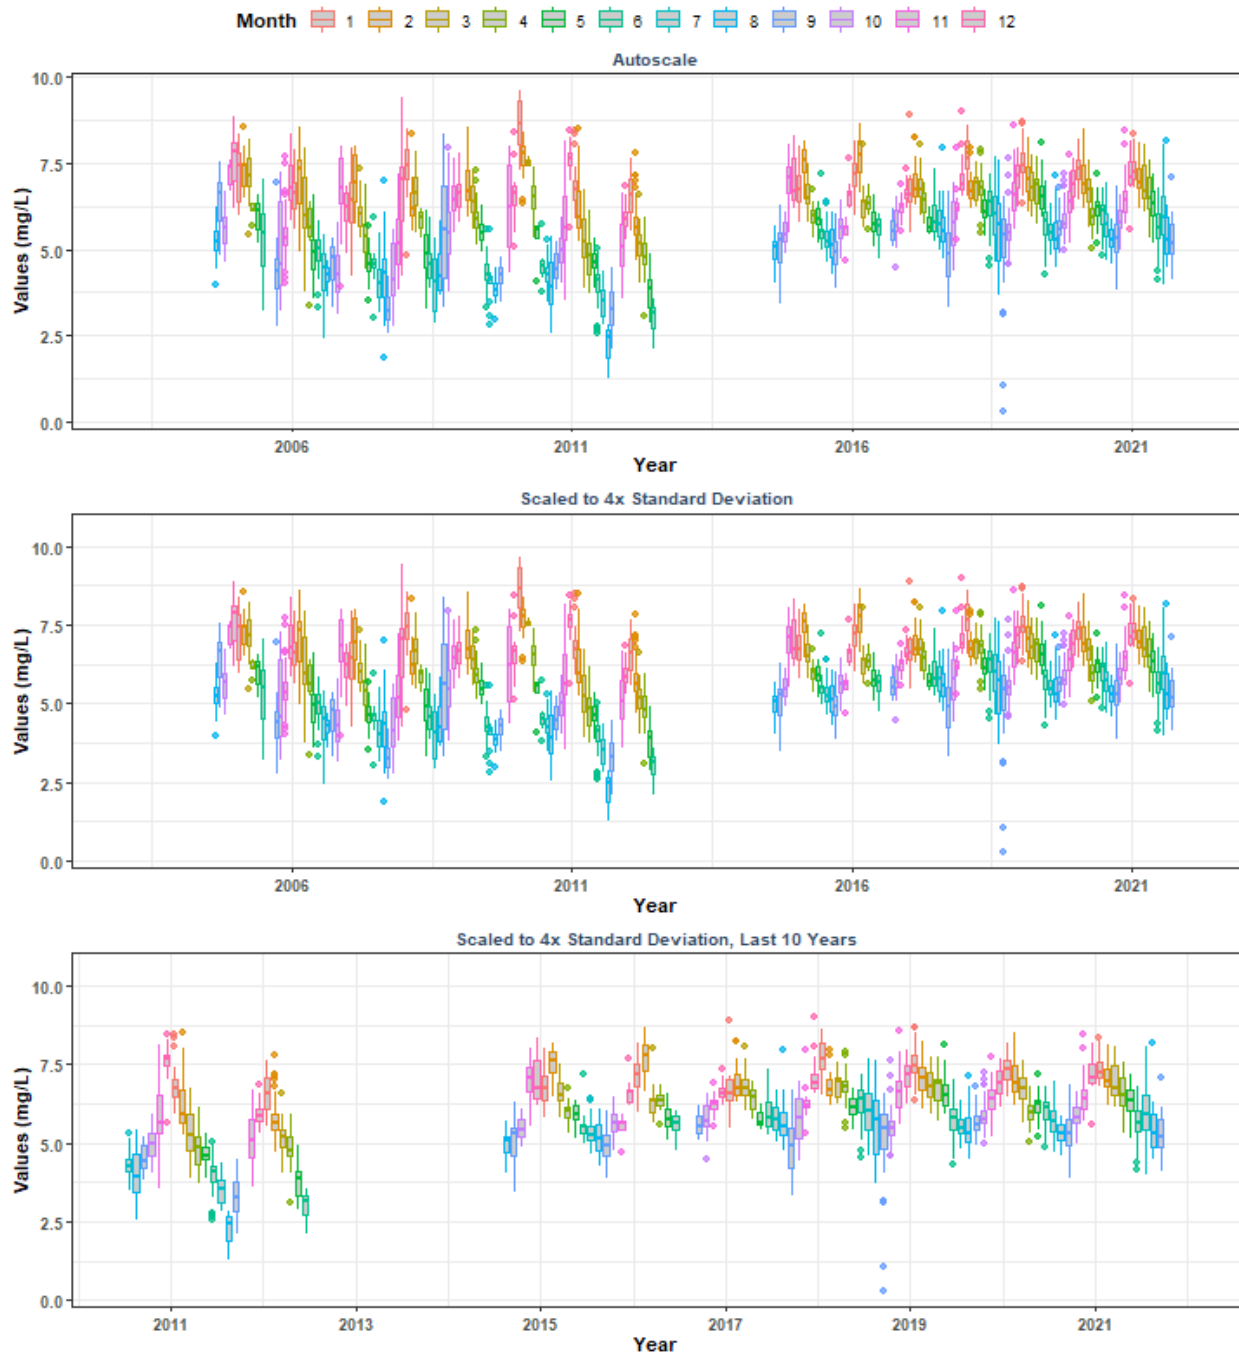 Month 1 2 3 4 5 6 7 8 9 10 11 12
Autoscale
10.0
7.5
5.0
2.5
0.0
Values (mg/L)
2006 2011 2016 2021
Year
Scaled to 4x Standard Deviation
10.0
7.5
5.0
2.5
0.0
Values (mg/L)
2006 2011 2016 2021
Year
Scaled to 4x Standard Deviation, Last 10 Years
10.0
7.5
5.0
2.5
0.0
Values (mg/L)
2011 2013 2015 2017 2019 2021
Year